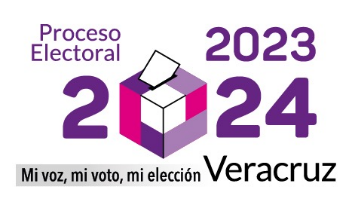 Proceso
Electoral
2023
2024
Mi voz, mi voto, mi elección
Veracruz